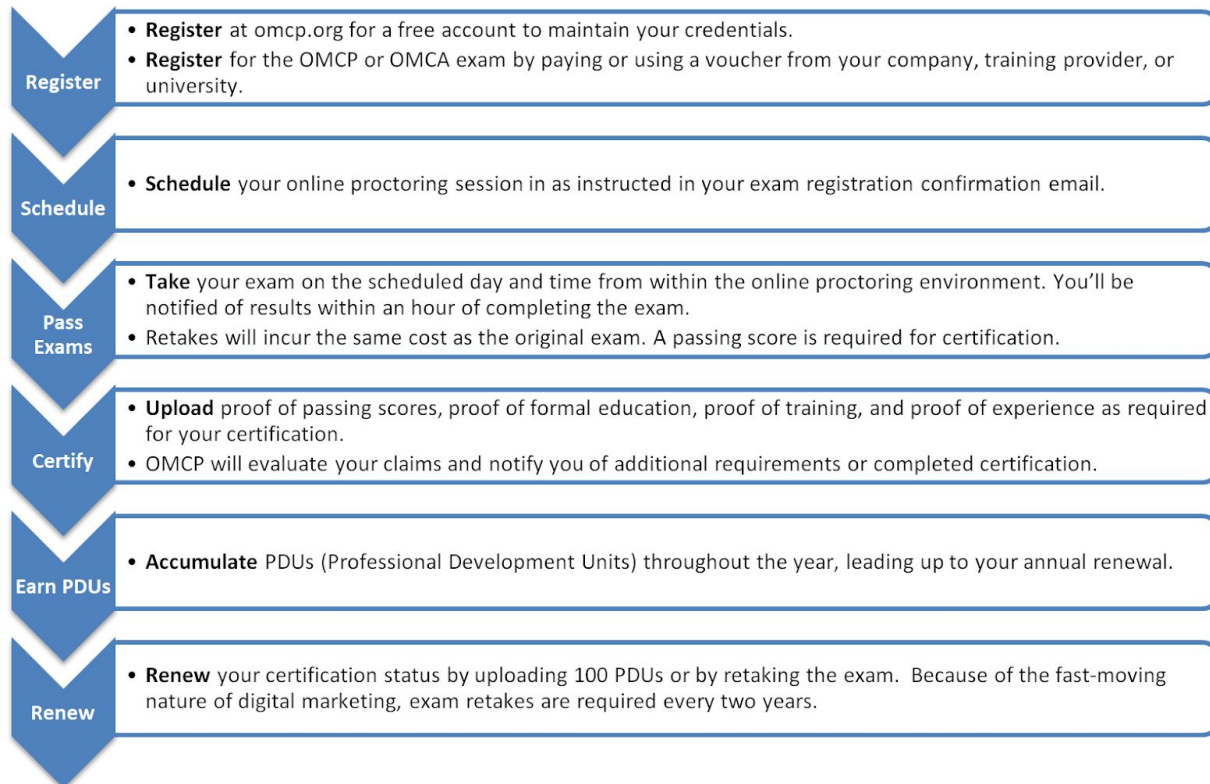 Register
• Register at omcp.org for a free account to maintain your credentials.
• Register for the OMCP or OMCA exam by paying or using a voucher from your company, training provider, or
university.
Schedule
• Schedule your online proctoring session in as instructed in your exam registration confirmation email.
Pass
Exams
• Take your exam on the scheduled day and time from within the online proctoring environment. You’ll be
notified of results within an hour of completing the exam.
• Retakes will incur the same cost as the original exam. A passing score is required for certification.
Certify
• Upload proof of passing scores, proof of formal education, proof of training, and proof of experience as required
for your certification.
• OMCP will evaluate your claims and notify you of additional requirements or completed certification.
Earn PDUs
• Accumulate PDUs (Professional Development Units) throughout the year, leading up to your annual renewal.
Renew
• Renew your certification status by uploading 100 PDUs or by retaking the exam.  Because of the fast-moving
nature of digital marketing, exam retakes are required every two years.